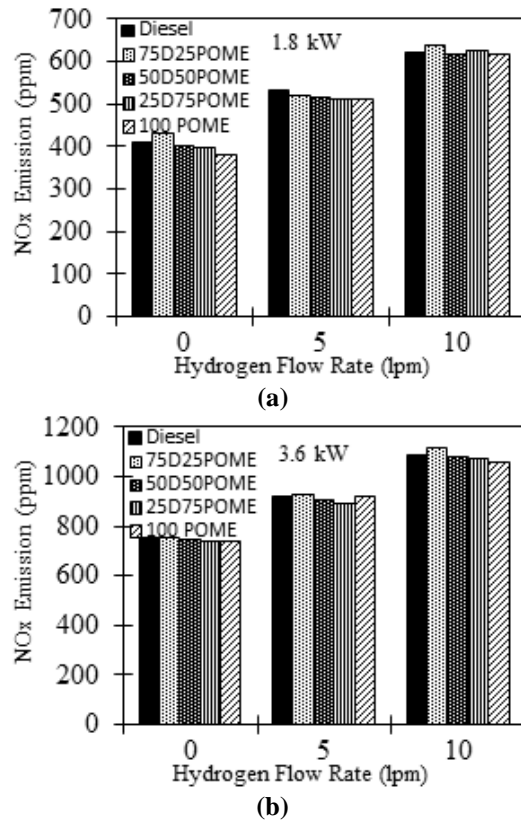 700
600
500
400
300
200
100
0
NOx Emission (ppm)
Diesel
75D25POME
50D50POME
25D75POME
100 POME
1.8 kW
0 5 10
Hydrogen Flow Rate (lpm)
(a)
1200
1000
800
600
400
200
0
NOx Emission (ppm)
Diesel
75D25POME
50D50POME
25D75POME
100 POME
3.6 kW
0 5 10
Hydrogen Flow Rate (lpm)
(b)